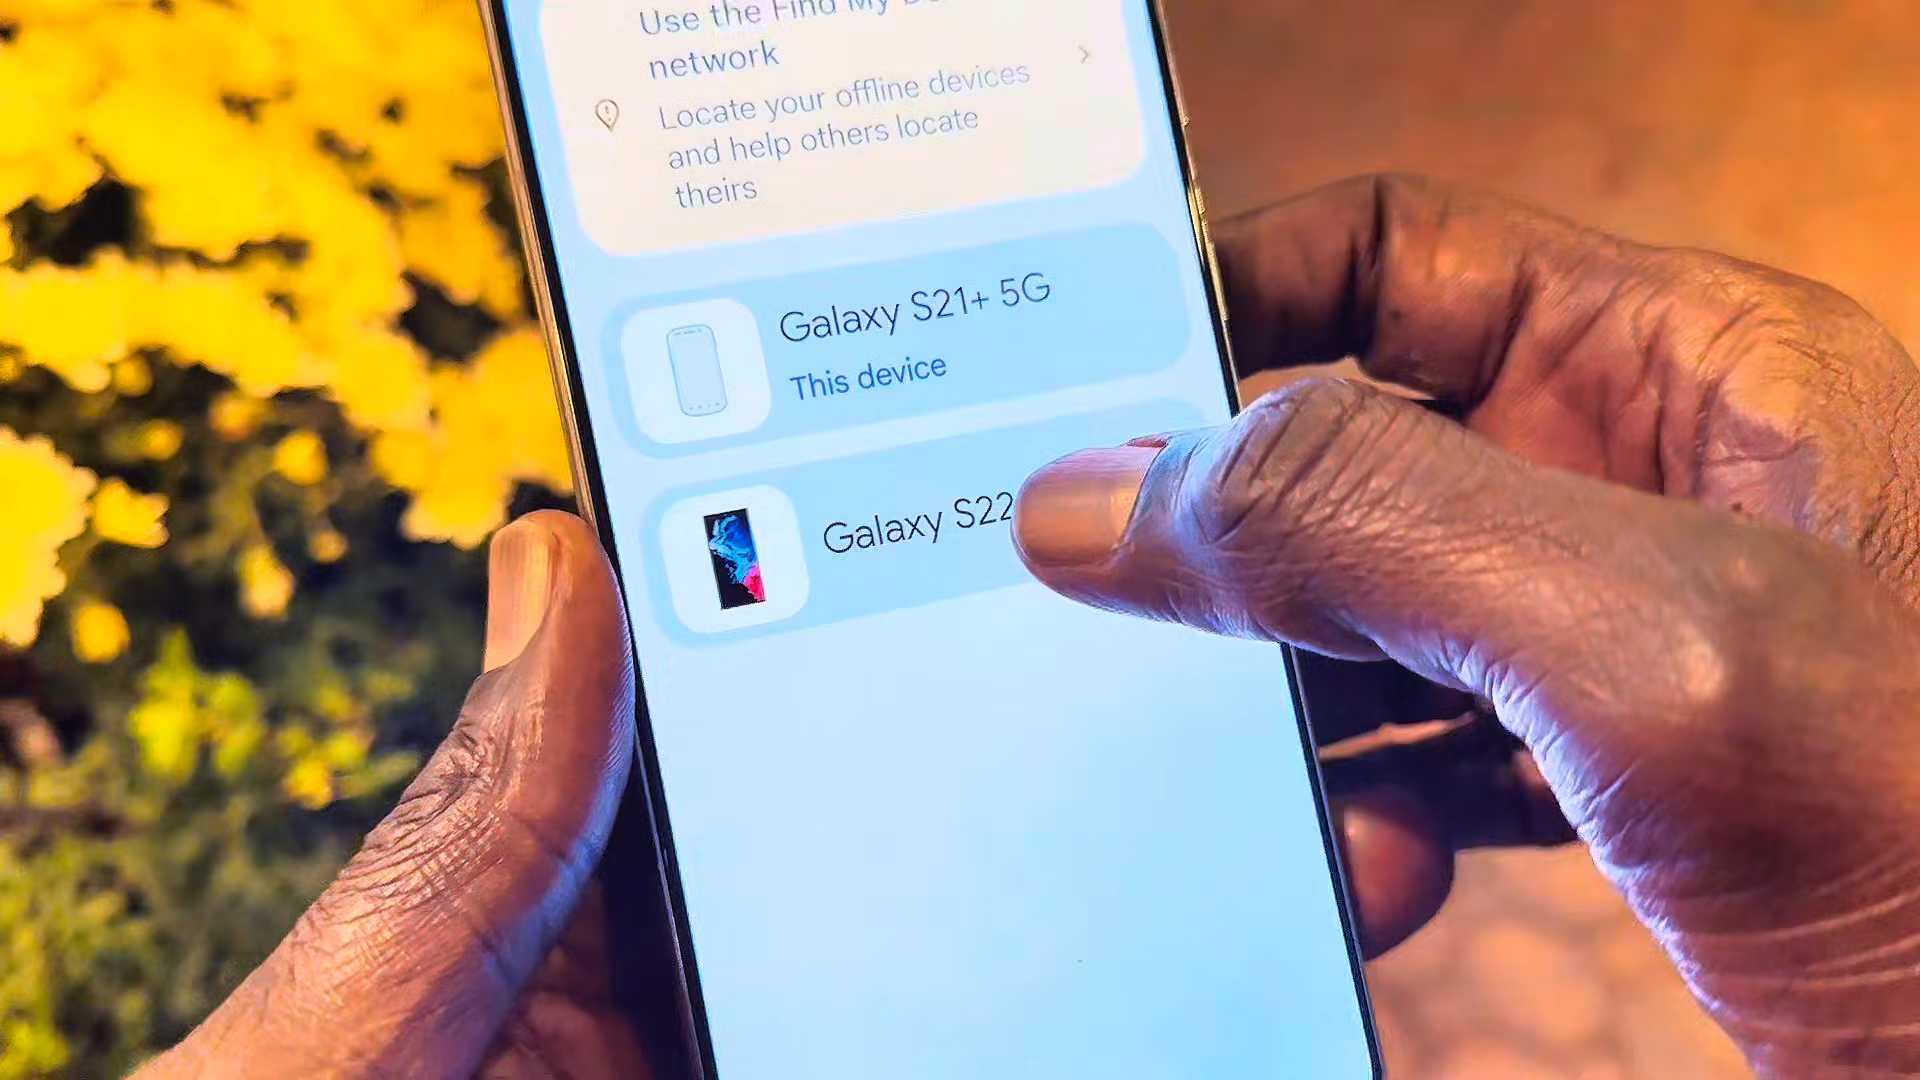 Use the Find My
network
Locate your offline devices
and help others locate
theirs
Galaxy S21+ 5G
This device
Galaxy S22